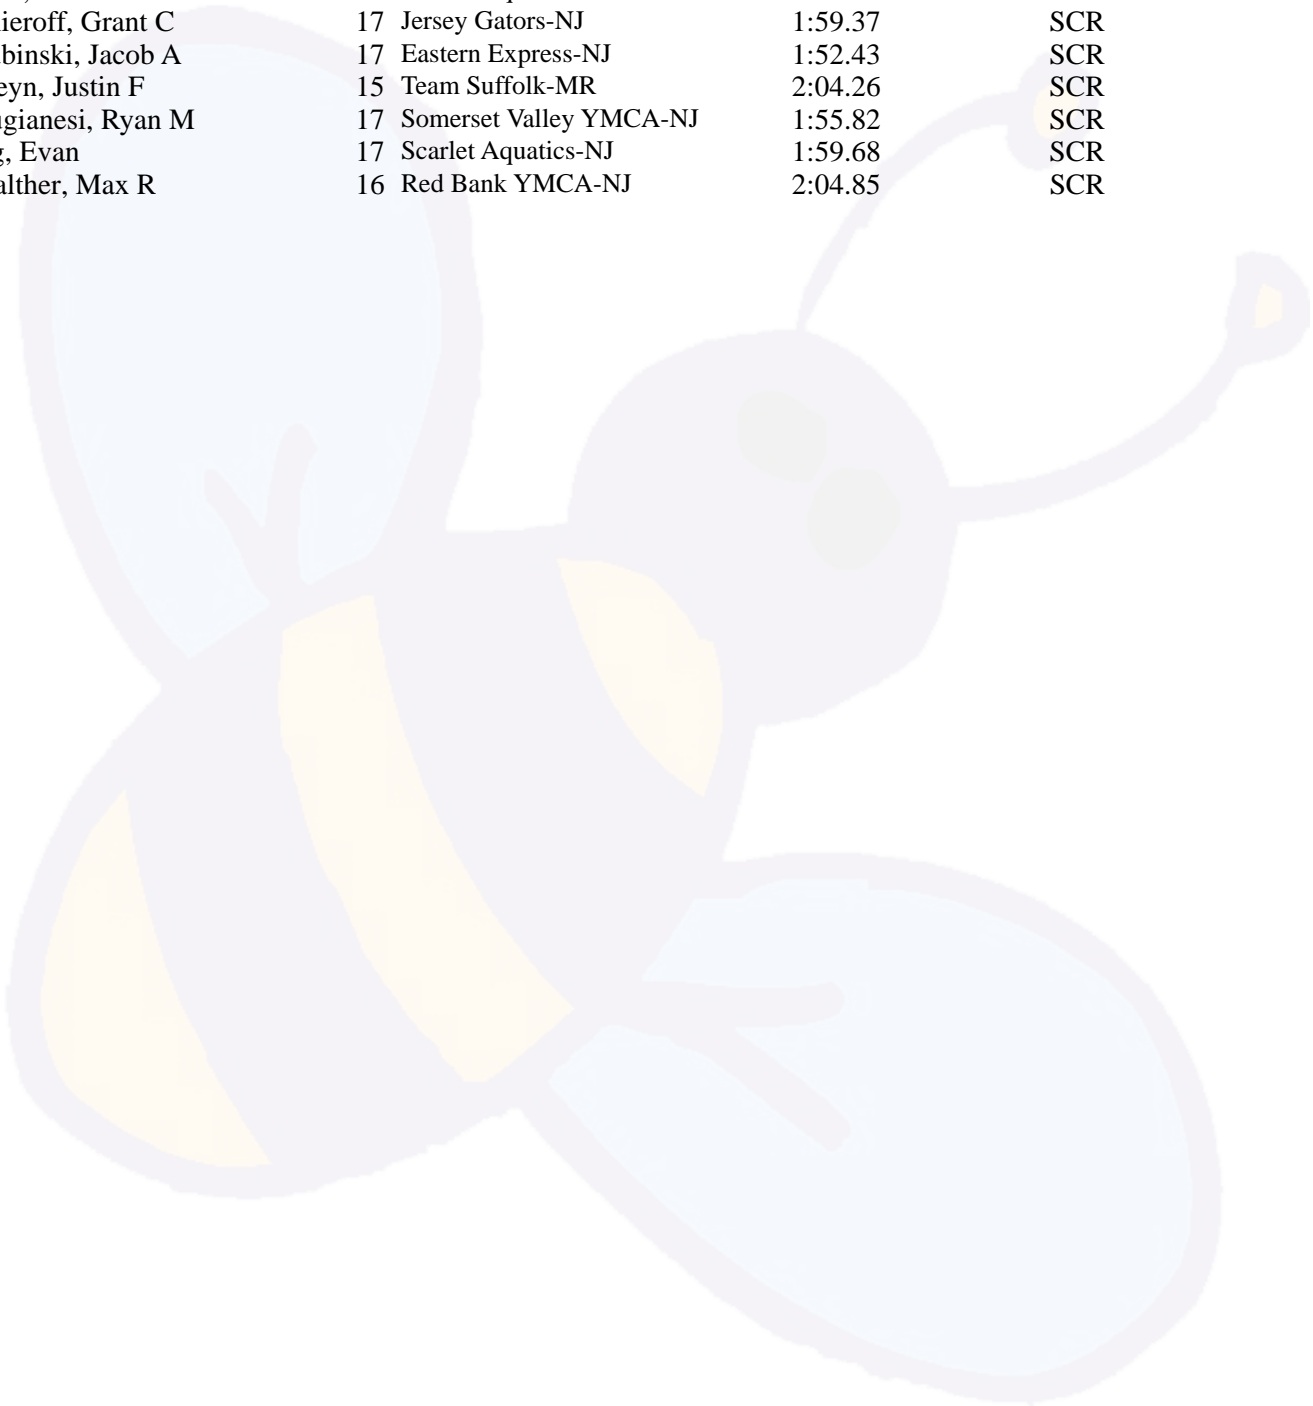 ieroff, Grant C 17 Jersey Gators-NJ 1:59.37 SCR
binski, Jacob A 17 Eastern Express-NJ 1:52.43 SCR
eyn, Justin F 15 Team Suffolk-MR 2:04.26 SCR
gianesi, Ryan M 17 Somerset Valley YMCA-NJ 1:55.82 SCR
, Evan 17 Scarlet Aquatics-NJ 1:59.68 SCR
alther, Max R 16 Red Bank YMCA-NJ 2:04.85 SCR